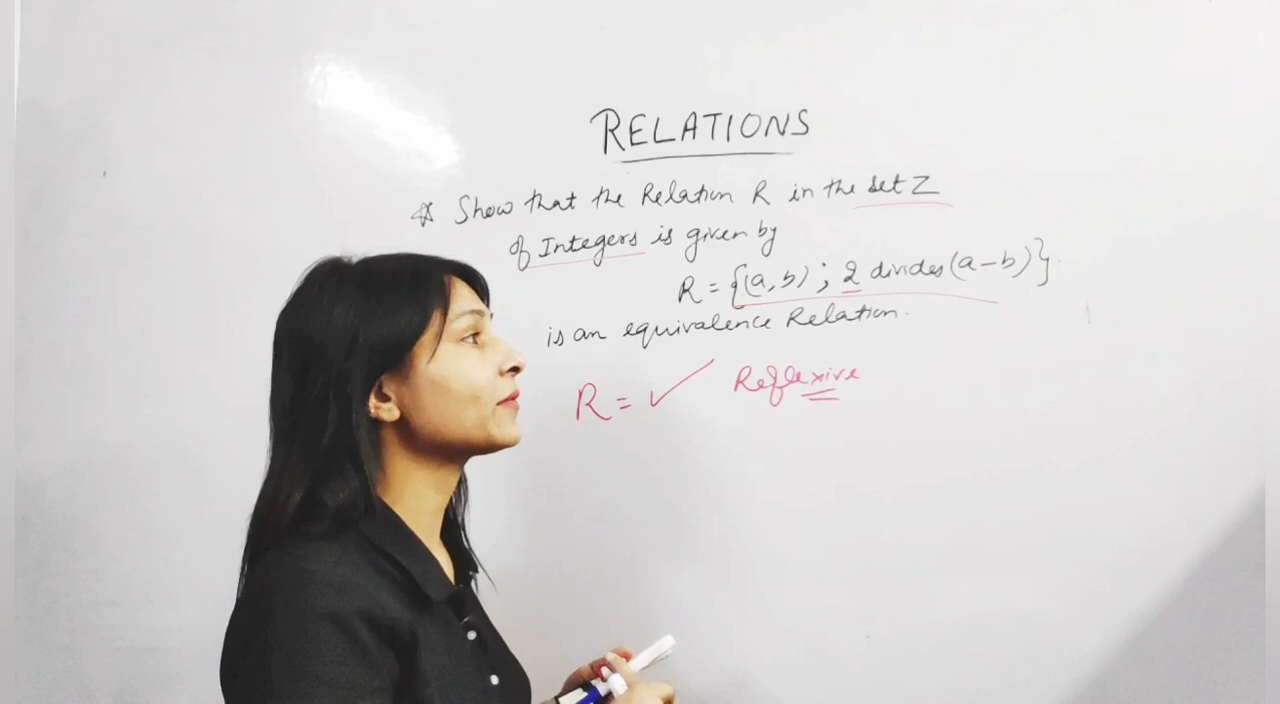 RELATIONS
☆ Show that the Relation R in the set Z
of Integers is given by
R = {(a, b) ; 2 divides (a-b)}.
is an equivalence Relation.
R = ✓ Reflexive